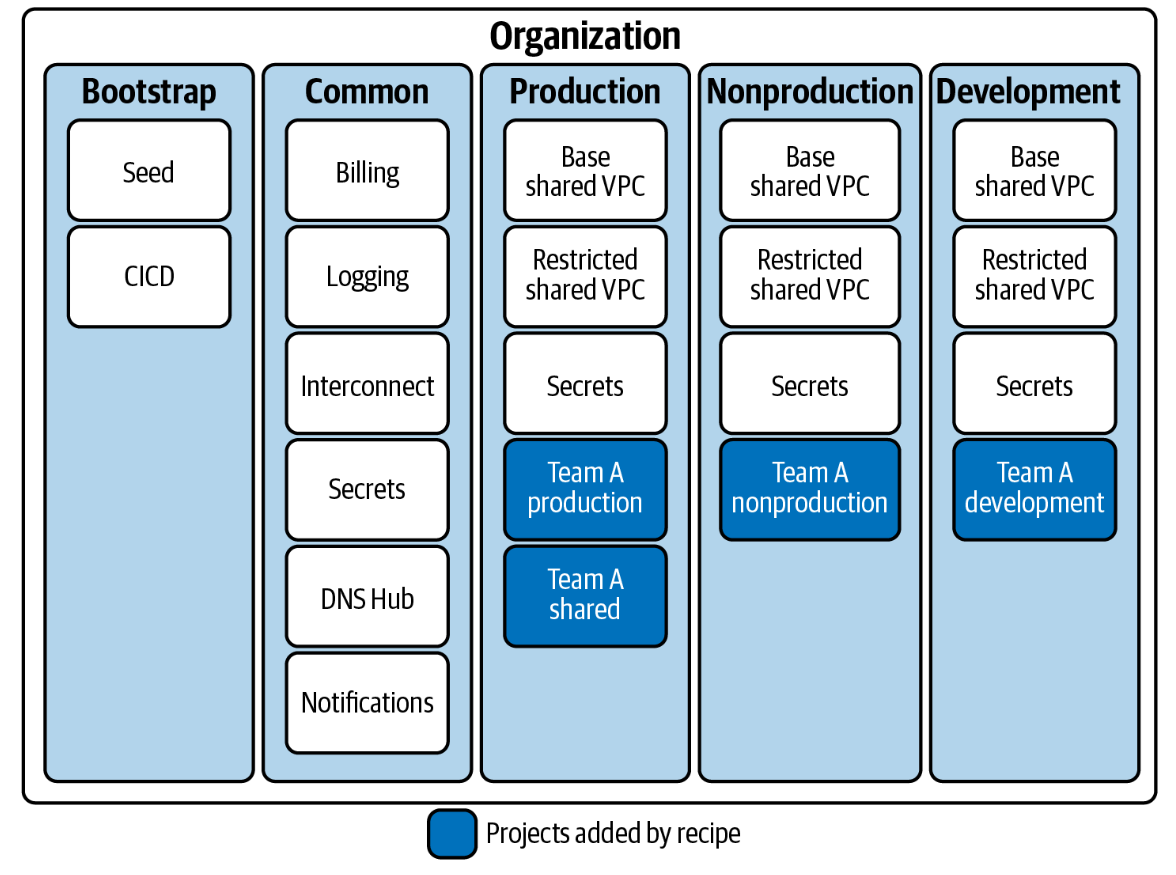 Organization
Bootstrap
Seed
CICD
Common
Billing
Logging
Interconnect
Secrets
DNS Hub
Notifications
Production
Base
shared VPC
Restricted
shared VPC
Secrets
Team A
production
Team A
shared
Nonproduction
Base
shared VPC
Restricted
shared VPC
Secrets
Team A
nonproduction
Development
Base
shared VPC
Restricted
shared VPC
Secrets
Team A
development
Projects added by recipe